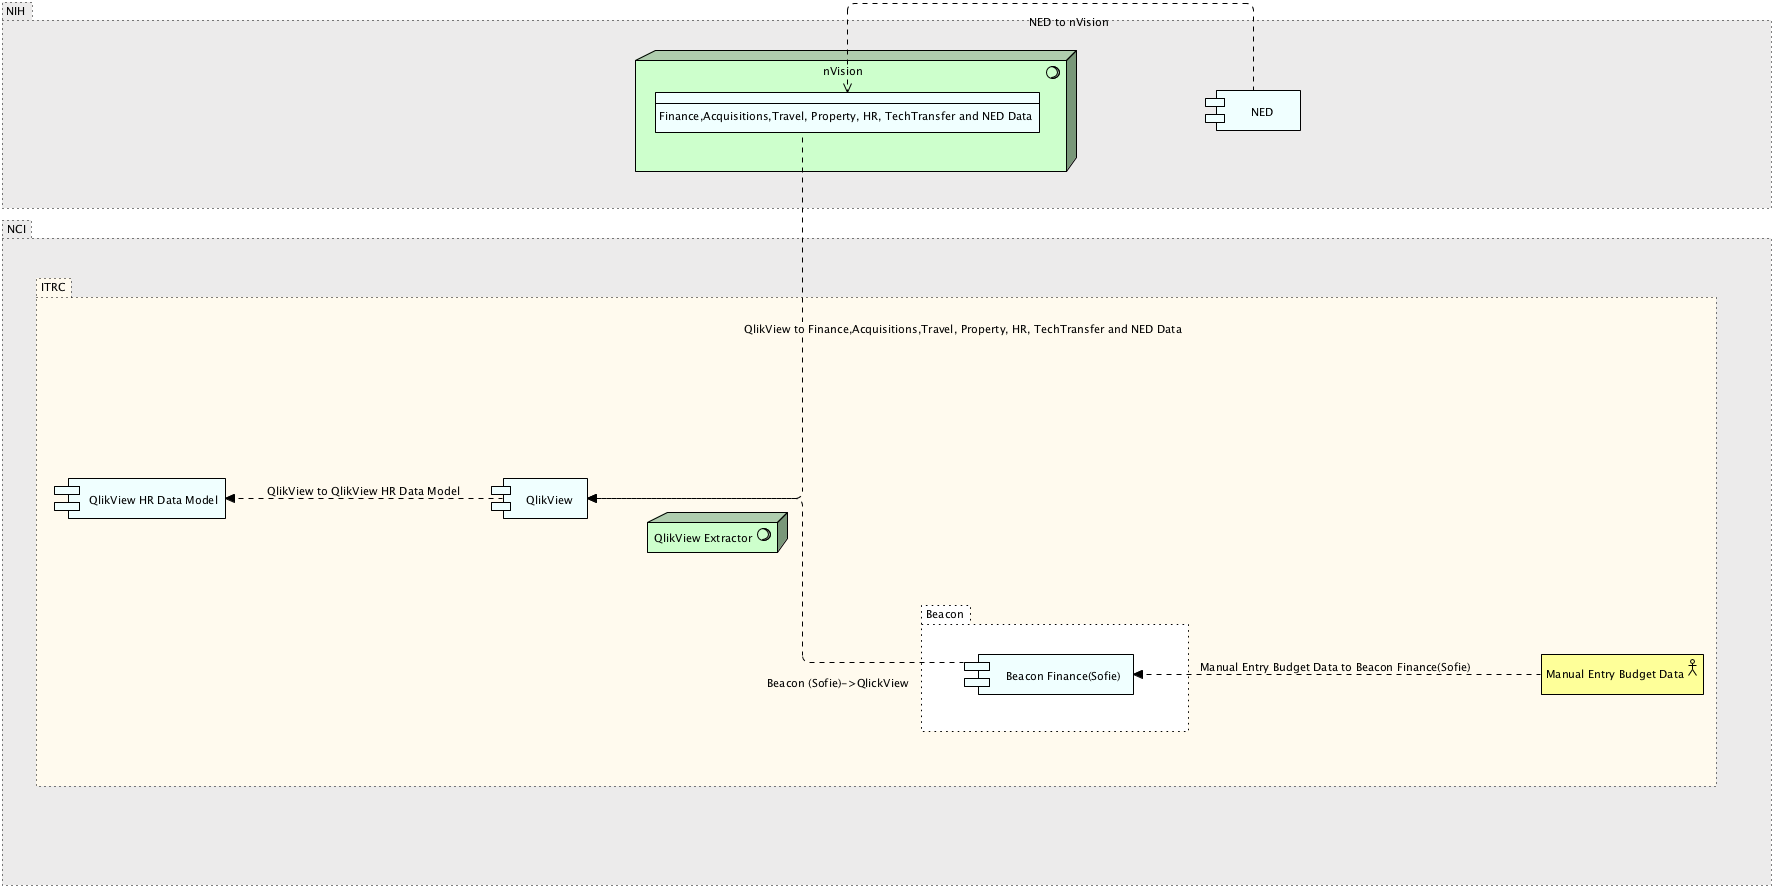 NIH
NED to nVision
nVision
Finance,Acquisitions,Travel, Property, HR, TechTransfer and NED Data
NED
NCI
ITRC
QlikView to Finance,Acquisitions,Travel, Property, HR, TechTransfer and NED Data
QlikView HR Data Model
QlikView to QlikView HR Data Model
QlikView
QlikView Extractor
Beacon
Beacon Finance(Sofie)
Manual Entry Budget Data to Beacon Finance(Sofie)
Manual Entry Budget Data
Beacon (Sofie)->QlickView